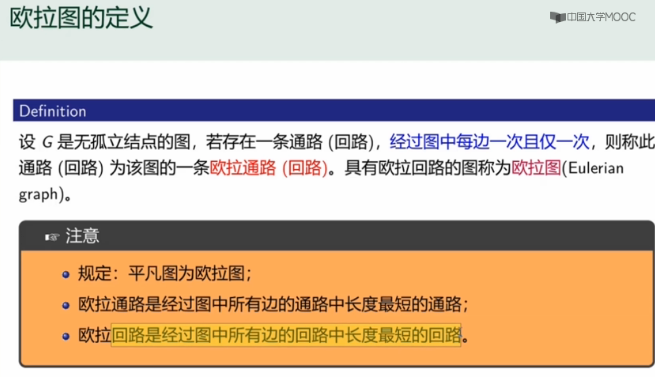 欧拉图的定义
中国大学MOOC
Definition
设 G 是无孤立结点的图，若存在一条通路 (回路)，经过图中每边一次且仅一次，则称此
通路 (回路) 为该图的一条欧拉通路 (回路)。具有欧拉回路的图称为欧拉图(Eulerian
graph)。
注意
规定：平凡图为欧拉图；
欧拉通路是经过图中所有边的通路中长度最短的通路；
欧拉回路是经过图中所有边的回路中长度最短的回路。